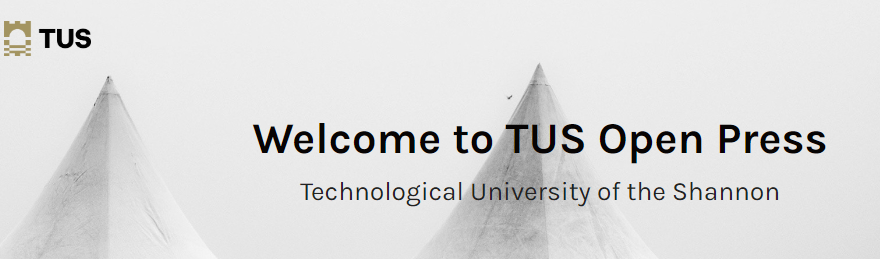 TUS
Welcome to TUS Open Press
Technological University of the Shannon